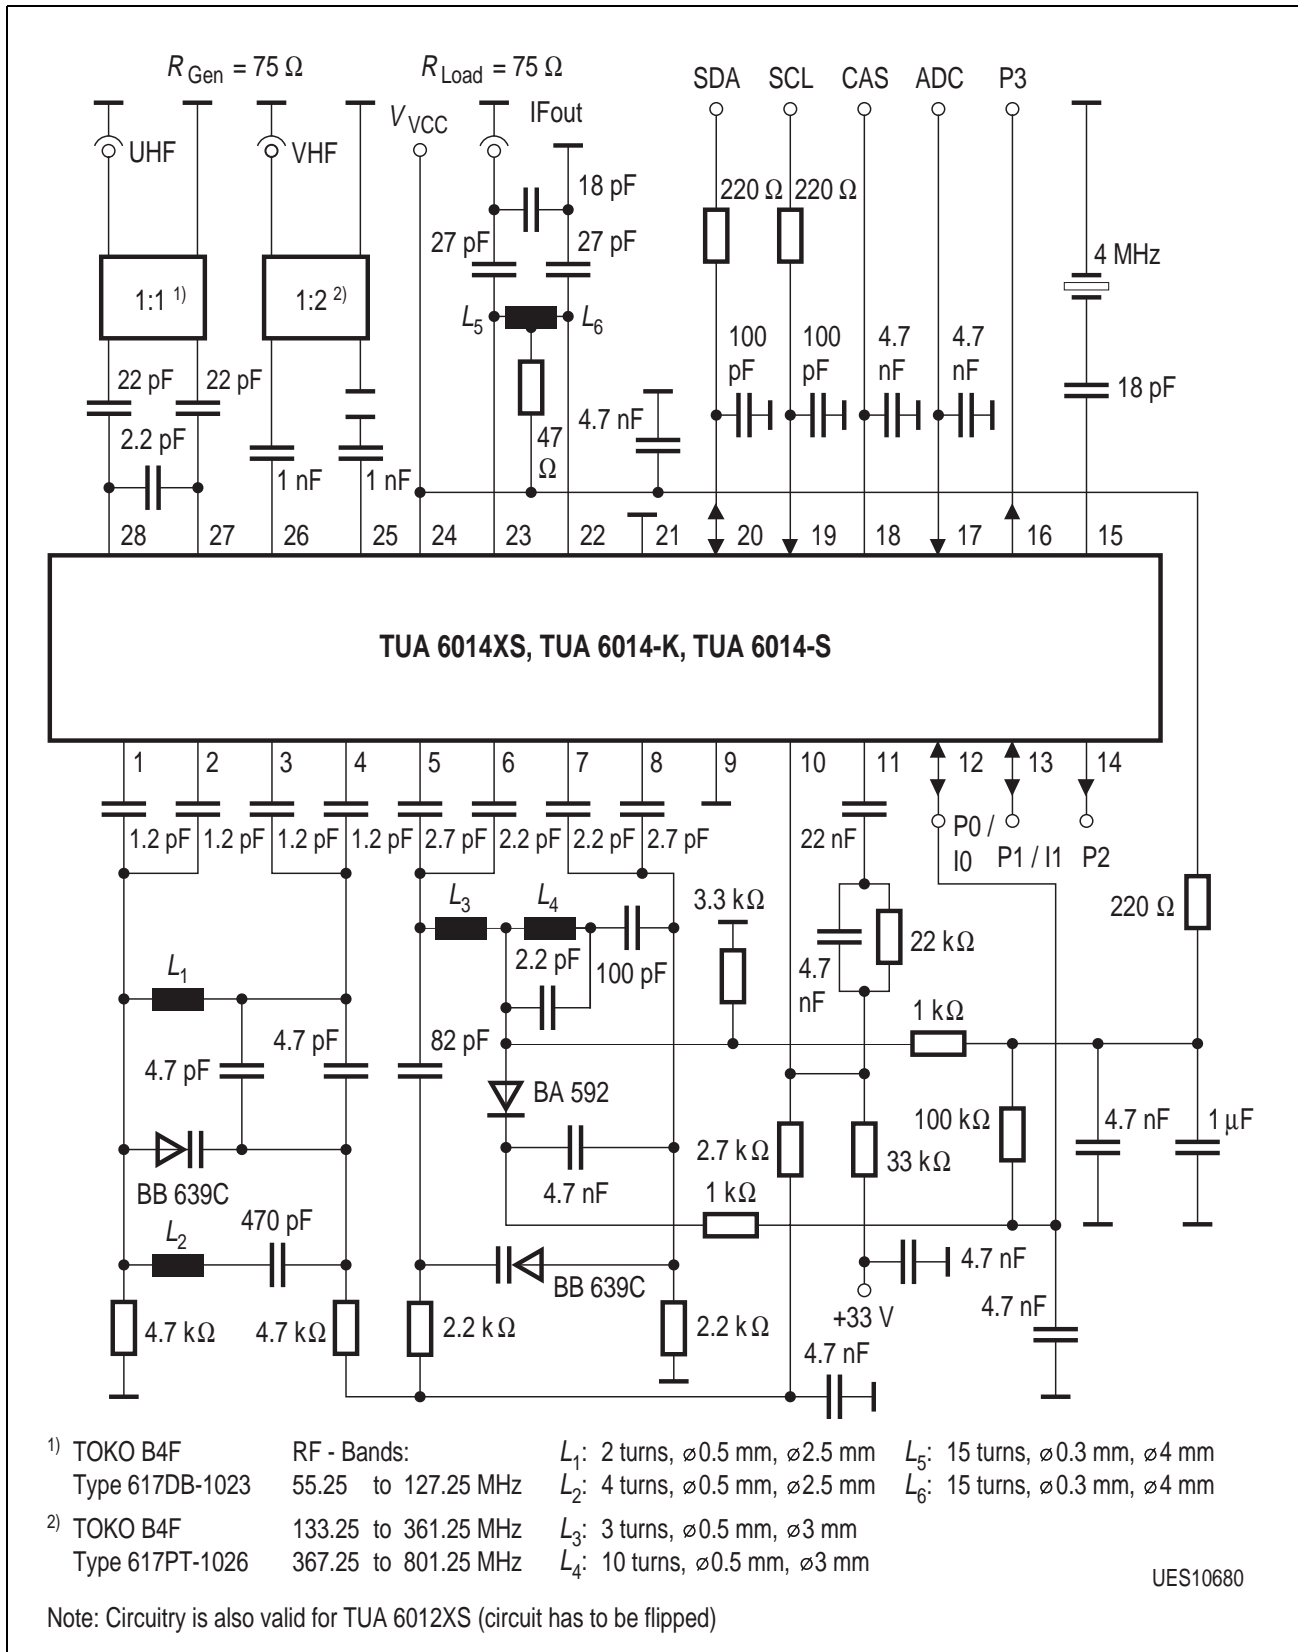 R Gen = 75 Ω
R Load = 75 Ω
SDA
SCL
CAS
ADC
P3
V VCC
IFout
UHF
VHF
18 pF
220 Ω
220 Ω
27 pF
27 pF
4 MHz
1:1 1)
1:2 2)
L5
L6
100 pF
100 pF
4.7 nF
4.7 nF
22 pF
22 pF
18 pF
4.7 nF
2.2 pF
47 Ω
1 nF
1 nF
28
27
26
25
24
23
22
21
20
19
18
17
16
15
TUA 6014XS, TUA 6014-K, TUA 6014-S
1
2
3
4
5
6
7
8
9
10
11
12
13
14
1.2 pF
1.2 pF
1.2 pF
1.2 pF
2.7 pF
2.2 pF
2.2 pF
2.7 pF
22 nF
P0 / I0
P1 / I1
P2
L3
L4
3.3 kΩ
220 Ω
22 kΩ
2.2 pF
100 pF
4.7 nF
L1
1 kΩ
4.7 pF
82 pF
4.7 pF
BA 592
100 kΩ
4.7 nF
1 µF
2.7 kΩ
33 kΩ
BB 639C
4.7 nF
1 kΩ
470 pF
L2
4.7 nF
BB 639C
4.7 kΩ
4.7 kΩ
2.2 kΩ
2.2 kΩ
+33 V
4.7 nF
4.7 nF
1) TOKO B4F RF - Bands: L1: 2 turns, ⌀0.5 mm, ⌀2.5 mm L5: 15 turns, ⌀0.3 mm, ⌀4 mm
Type 617DB-1023 55.25 to 127.25 MHz L2: 4 turns, ⌀0.5 mm, ⌀2.5 mm L6: 15 turns, ⌀0.3 mm, ⌀4 mm
2) TOKO B4F 133.25 to 361.25 MHz L3: 3 turns, ⌀0.5 mm, ⌀3 mm
Type 617PT-1026 367.25 to 801.25 MHz L4: 10 turns, ⌀0.5 mm, ⌀3 mm
UES10680
Note: Circuitry is also valid for TUA 6012XS (circuit has to be flipped)